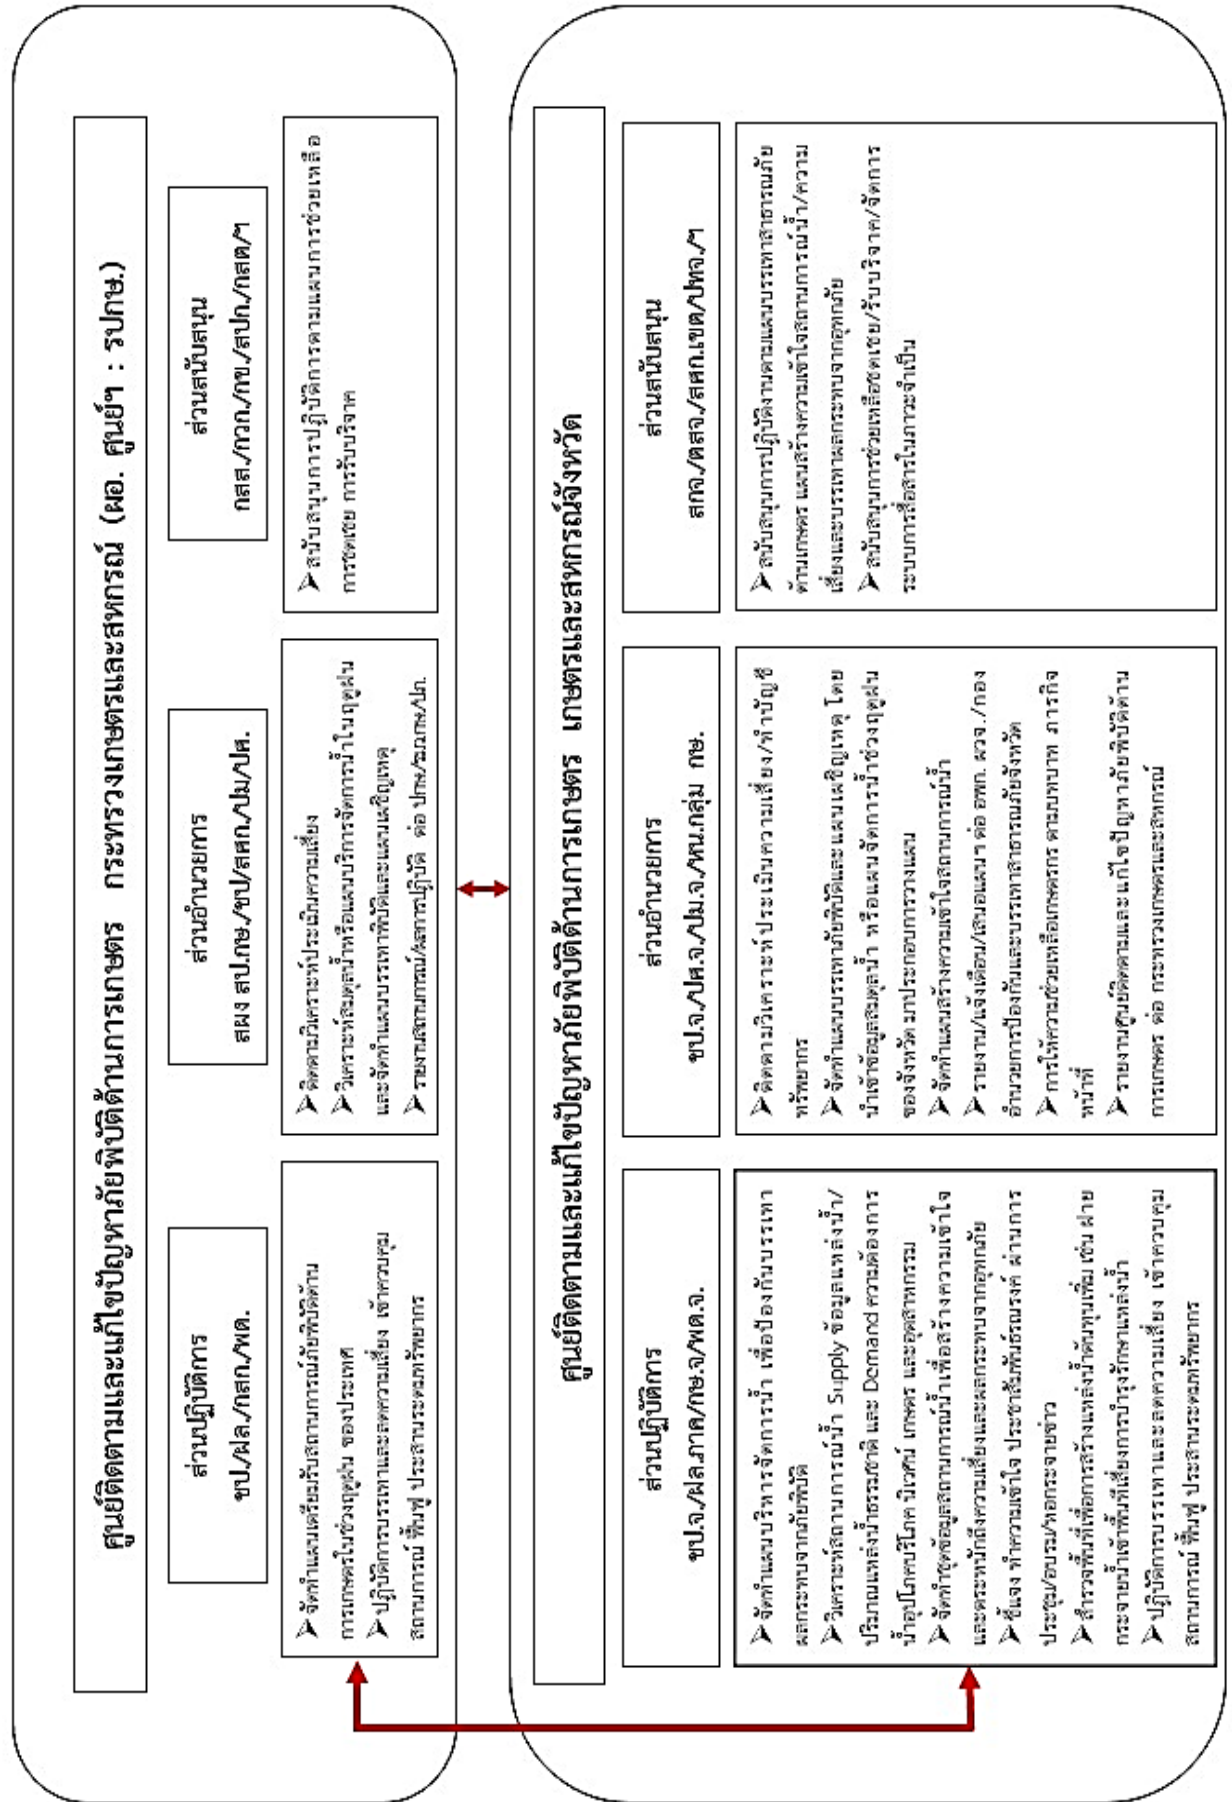 ศูนย์ติดตามและแก้ไขปัญหาภัยพิบัติด้านการเกษตร กระทรวงเกษตรและสหกรณ์ (ผอ. ศูนย์ฯ : รปกษ.)
ส่วนปฏิบัติการ
ชป./ฝล./กสก./พด.
➤จัดทำแผนเตรียมรับสถานการณ์ภัยพิบัติด้าน
การเกษตรในช่วงฤดูฝน ของประเทศ
➤ปฏิบัติการบรรเทาและลดความเสี่ยง เข้าควบคุม
สถานการณ์ ฟื้นฟู ประสานระดมทรัพยากร
ส่วนอำนวยการ
สผง สป.กษ./ชป/สศก./ปม/ปศ.
➤ติดตามวิเคราะห์ประเมินความเสี่ยง
➤วิเคราะห์สมดุลน้ำหรือแผนบริการจัดการน้ำในฤดูฝน
และจัดทำแผนบรรเทาพิบัติและแผนเผชิญเหตุ
➤รายงานสถานการณ์/ผลการปฏิบัติ ต่อ ปกษ/รมวกษ/ปภ.
ส่วนสนับสนุน
กสส./กวก./กข./สปก./กสต/ฯ
➤สนับสนุนการปฏิบัติการตามแผนการช่วยเหลือ
การชดเชย การรับบริจาค
ศูนย์ติดตามและแก้ไขปัญหาภัยพิบัติด้านการเกษตร เกษตรและสหกรณ์จังหวัด
ส่วนปฏิบัติการ
ชป.จ./ฝล.ภาค/กษ.จ/พด.จ.
➤จัดทำแผนบริหารจัดการน้ำ เพื่อป้องกันบรรเทา
ผลกระทบจากภัยพิบัติ
➤วิเคราะห์สถานการณ์น้ำ Supply ข้อมูลแหล่งน้ำ/
ปริมาณแหล่งน้ำธรรมชาติ และ Demand ความต้องการ
น้ำอุปโภคบริโภค นิเวศน์ เกษตร และอุตสาหกรรม
➤จัดทำชุดข้อมูลสถานการณ์น้ำเพื่อสร้างความเข้าใจ
และตระหนักถึงความเสี่ยงและผลกระทบจากอุทกภัย
➤ชี้แจง ทำความเข้าใจ ประชาสัมพันธ์รณรงค์ ผ่านการ
ประชุม/อบรม/หอกระจายข่าว
➤สำรวจพื้นที่เพื่อการสร้างแหล่งน้ำต้นทุนเพิ่ม เช่น ฝาย
กระจายน้ำเข้าพื้นที่เสี่ยงการบำรุงรักษาแหล่งน้ำ
➤ปฏิบัติการบรรเทาและลดความเสี่ยง เข้าควบคุม
สถานการณ์ ฟื้นฟู ประสานระดมทรัพยากร
ส่วนอำนวยการ
ชป.จ./ปศ.จ./ปม.จ/หน.กลุ่ม กษ.
➤ติดตามวิเคราะห์ประเมินความเสี่ยง/ทำบัญชี
ทรัพยากร
➤จัดทำแผนบรรเทาภัยพิบัติและแผนเผชิญเหตุ โดย
นำเข้าข้อมูลสมดุลน้ำ หรือแผนจัดการน้ำช่วงฤดูฝน
ของจังหวัด มาประกอบการวางแผน
➤จัดทำแผนสร้างความเข้าใจสถานการณ์น้ำ
➤รายงาน/แจ้งเตือน/เสนอแผนฯ ต่อ อพก. ผวจ./กอง
อำนวยการป้องกันและบรรเทาสาธารณภัยจังหวัด
➤การให้ความช่วยเหลือเกษตรกร ตามบทบาท ภารกิจ
หน้าที่
➤รายงานศูนย์ติดตามและแก้ไขปัญหาภัยพิบัติด้าน
การเกษตร ต่อ กระทรวงเกษตรและสหกรณ์
ส่วนสนับสนุน
สกจ./ตสจ./สศก.เขต/ปทจ./ฯ
➤สนับสนุนการปฏิบัติงานตามแผนบรรเทาสาธารณภัย
ด้านเกษตร แผนสร้างความเข้าใจสถานการณ์น้ำ/ความ
เสี่ยงและบรรเทาผลกระทบจากอุทกภัย
➤สนับสนุนการช่วยเหลือชดเชย/รับบริจาค/จัดการ
ระบบการสื่อสารในภาวะจำเป็น